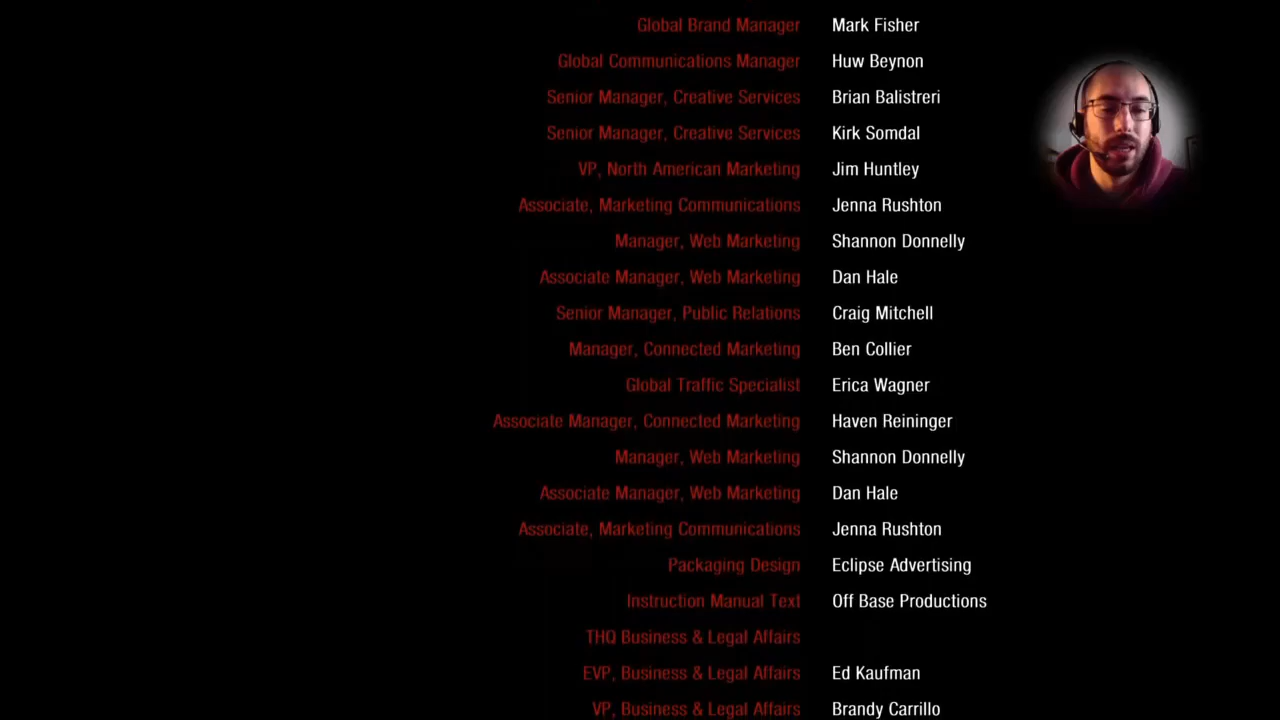 Global Brand Manager Mark Fisher
Global Communications Manager Huw Beynon
Senior Manager, Creative Services Brian Balistreri
Senior Manager, Creative Services Kirk Somdal
VP, North American Marketing Jim Huntley
Associate, Marketing Communications Jenna Rushton
Manager, Web Marketing Shannon Donnelly
Associate Manager, Web Marketing Dan Hale
Senior Manager, Public Relations Craig Mitchell
Manager, Connected Marketing Ben Collier
Global Traffic Specialist Erica Wagner
Associate Manager, Connected Marketing Haven Reininger
Manager, Web Marketing Shannon Donnelly
Associate Manager, Web Marketing Dan Hale
Associate, Marketing Communications Jenna Rushton
Packaging Design Eclipse Advertising
Instruction Manual Text Off Base Productions
THQ Business & Legal Affairs
EVP, Business & Legal Affairs Ed Kaufman
VP, Business & Legal Affairs Brandy Carrillo